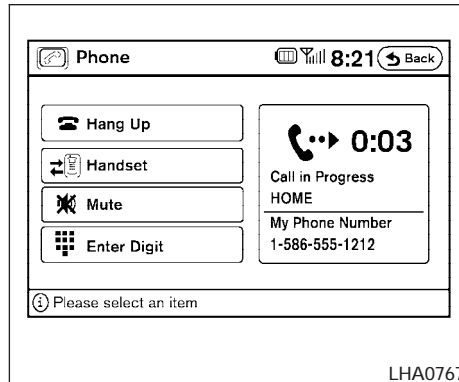 Phone 8:21 Back
Hang Up
Handset
Mute
Enter Digit
0:03
Call in Progress
HOME
My Phone Number
1-586-555-1212
Please select an item
LHA0767